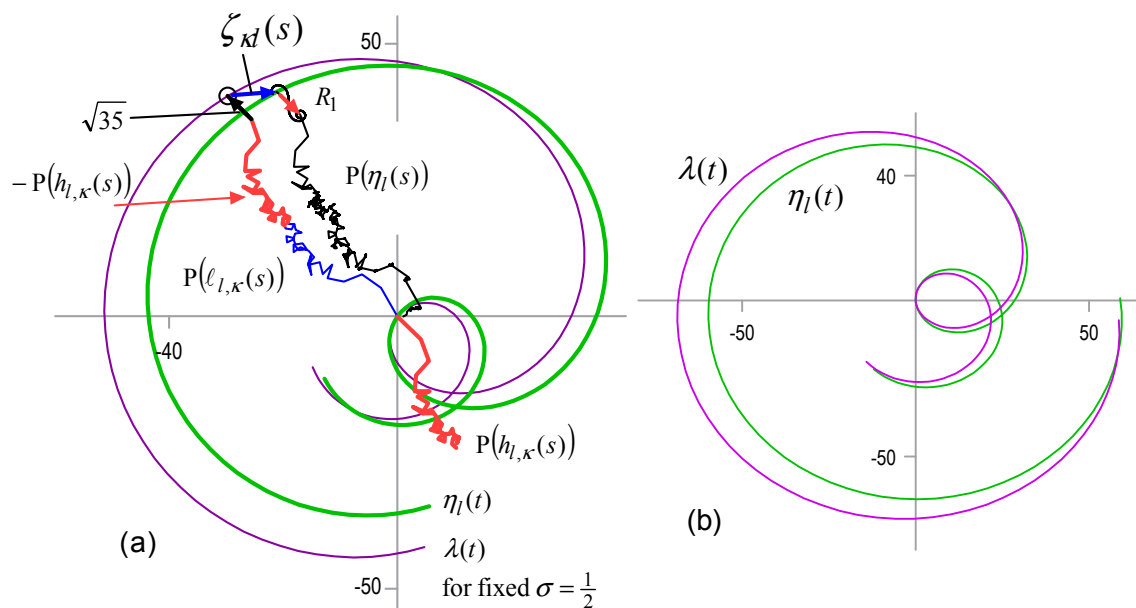 ζκl(s)
50
R₁
√35
P(ηₗ(s))
−P(hₗ,κ(s))
P(ℓₗ,κ(s))
-40
P(hₗ,κ(s))
ηₗ(t)
(a)
λ(t)
-50
for fixed σ = ½
λ(t)
40
ηₗ(t)
-50
50
-50
(b)